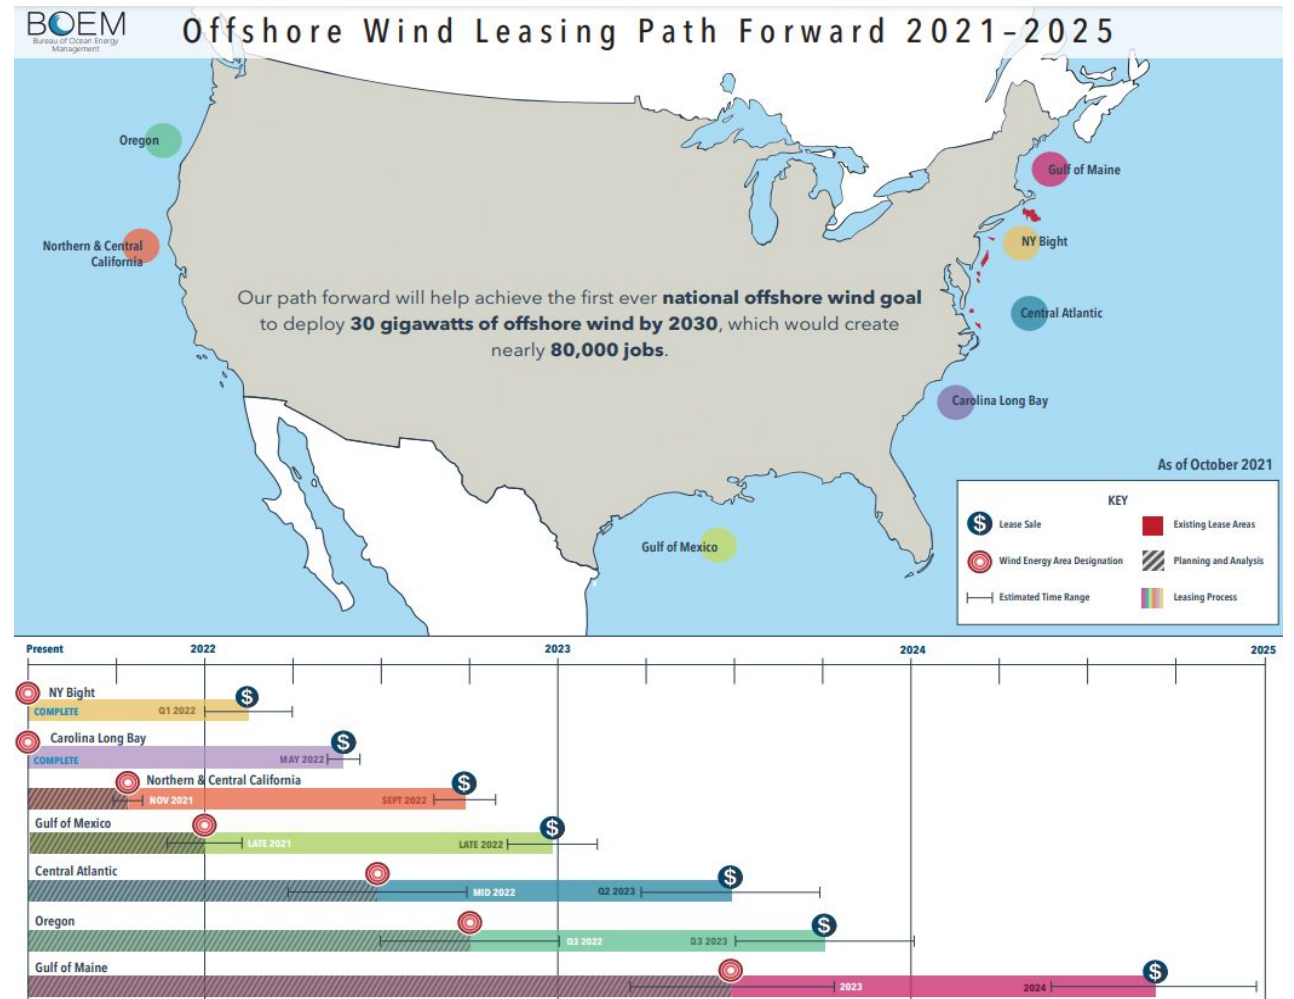 BOEM
Bureau of Ocean Energy
Management
Offshore Wind Leasing Path Forward 2021–2025
Oregon
Northern & Central
California
Gulf of Maine
NY Bight
Central Atlantic
Carolina Long Bay
Gulf of Mexico
Our path forward will help achieve the first ever national offshore wind goal
to deploy 30 gigawatts of offshore wind by 2030, which would create
nearly 80,000 jobs.
As of October 2021
KEY
$ Lease Sale
Existing Lease Areas
Wind Energy Area Designation
Planning and Analysis
Estimated Time Range
Leasing Process
Present 2022 2023 2024 2025
NY Bight $
COMPLETE Q1 2022
Carolina Long Bay $
COMPLETE MAY 2022
Northern & Central California $
NOV 2021 SEPT 2022
Gulf of Mexico $
LATE 2021 LATE 2022
Central Atlantic $
MID 2022 Q2 2023
Oregon $
Q3 2022 Q3 2023
Gulf of Maine $
2023 2024